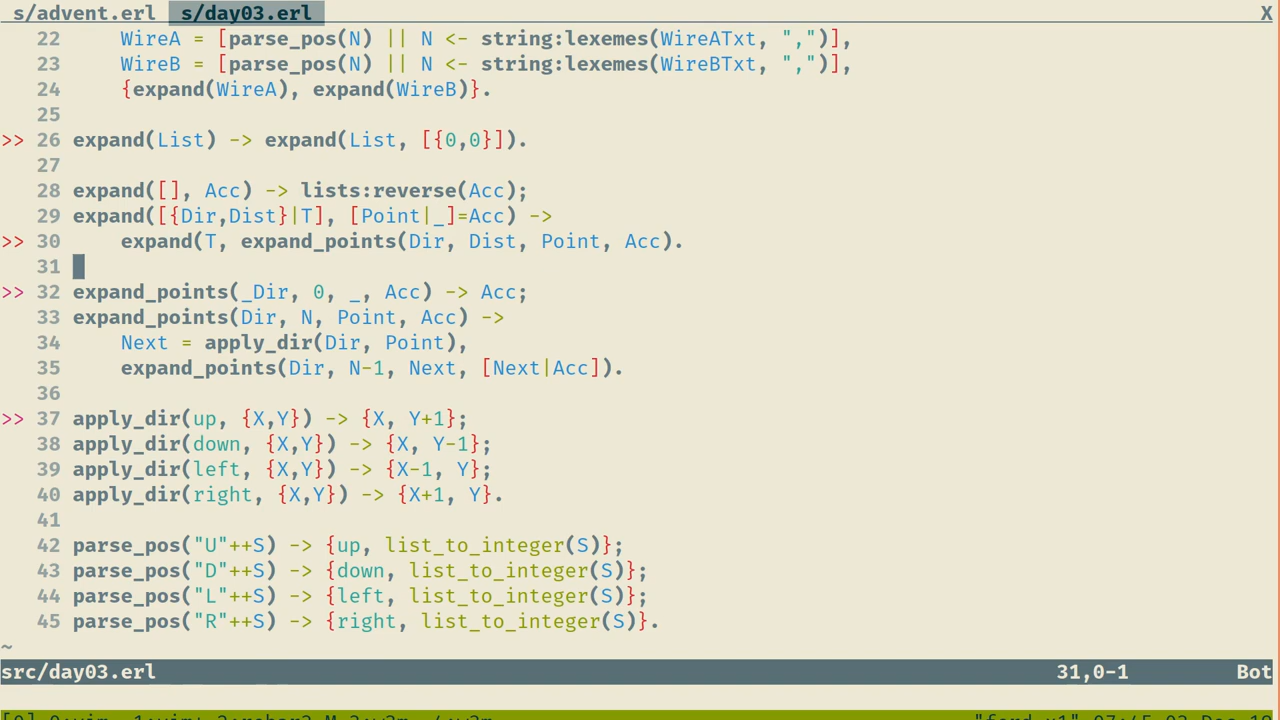 s/advent.erl s/day03.erl X
22 WireA = [parse_pos(N) || N <- string:lexemes(WireATxt, ",")],
23 WireB = [parse_pos(N) || N <- string:lexemes(WireBTxt, ",")],
24 {expand(WireA), expand(WireB)}.
25
>> 26 expand(List) -> expand(List, [{0,0}]).
27
28 expand([], Acc) -> lists:reverse(Acc);
29 expand([{Dir,Dist}|T], [Point|_]=Acc) ->
>> 30 expand(T, expand_points(Dir, Dist, Point, Acc).
31
>> 32 expand_points(_Dir, 0, _, Acc) -> Acc;
33 expand_points(Dir, N, Point, Acc) ->
34 Next = apply_dir(Dir, Point),
35 expand_points(Dir, N-1, Next, [Next|Acc]).
36
>> 37 apply_dir(up, {X,Y}) -> {X, Y+1};
38 apply_dir(down, {X,Y}) -> {X, Y-1};
39 apply_dir(left, {X,Y}) -> {X-1, Y};
40 apply_dir(right, {X,Y}) -> {X+1, Y}.
41
42 parse_pos("U"++S) -> {up, list_to_integer(S)};
43 parse_pos("D"++S) -> {down, list_to_integer(S)};
44 parse_pos("L"++S) -> {left, list_to_integer(S)};
45 parse_pos("R"++S) -> {right, list_to_integer(S)}.
~
src/day03.erl 31,0-1 Bot